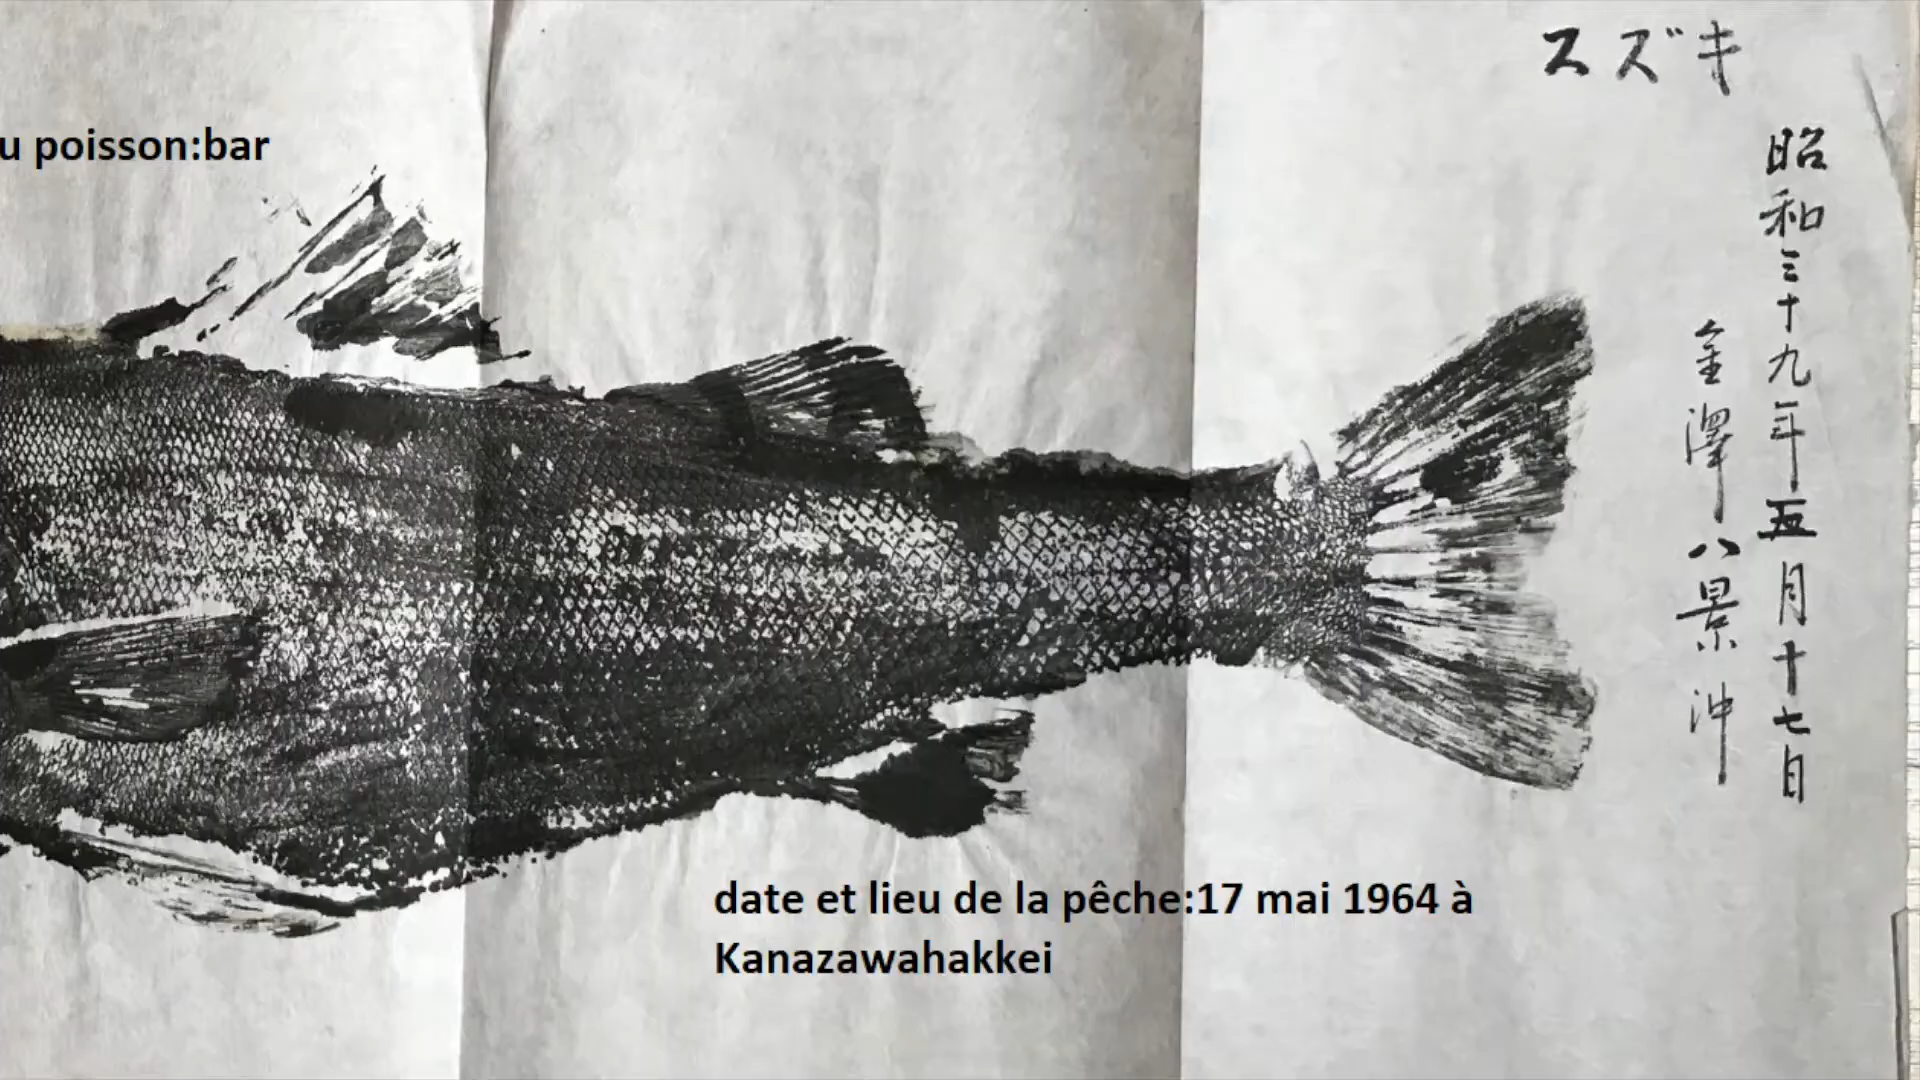 スズキ
昭和三十九年五月十七日
金澤八景沖
u poisson:bar
date et lieu de la pêche:17 mai 1964 à
Kanazawahakkei